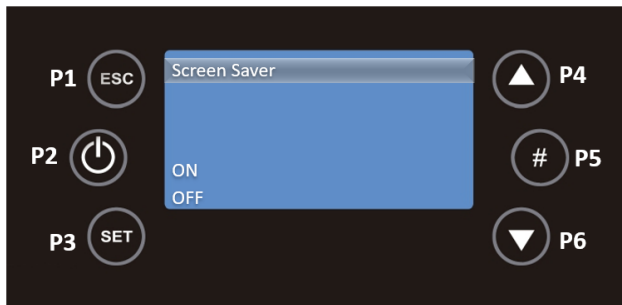 P1 ESC
Screen Saver
P4
P2
# P5
ON
OFF
P3 SET
P6